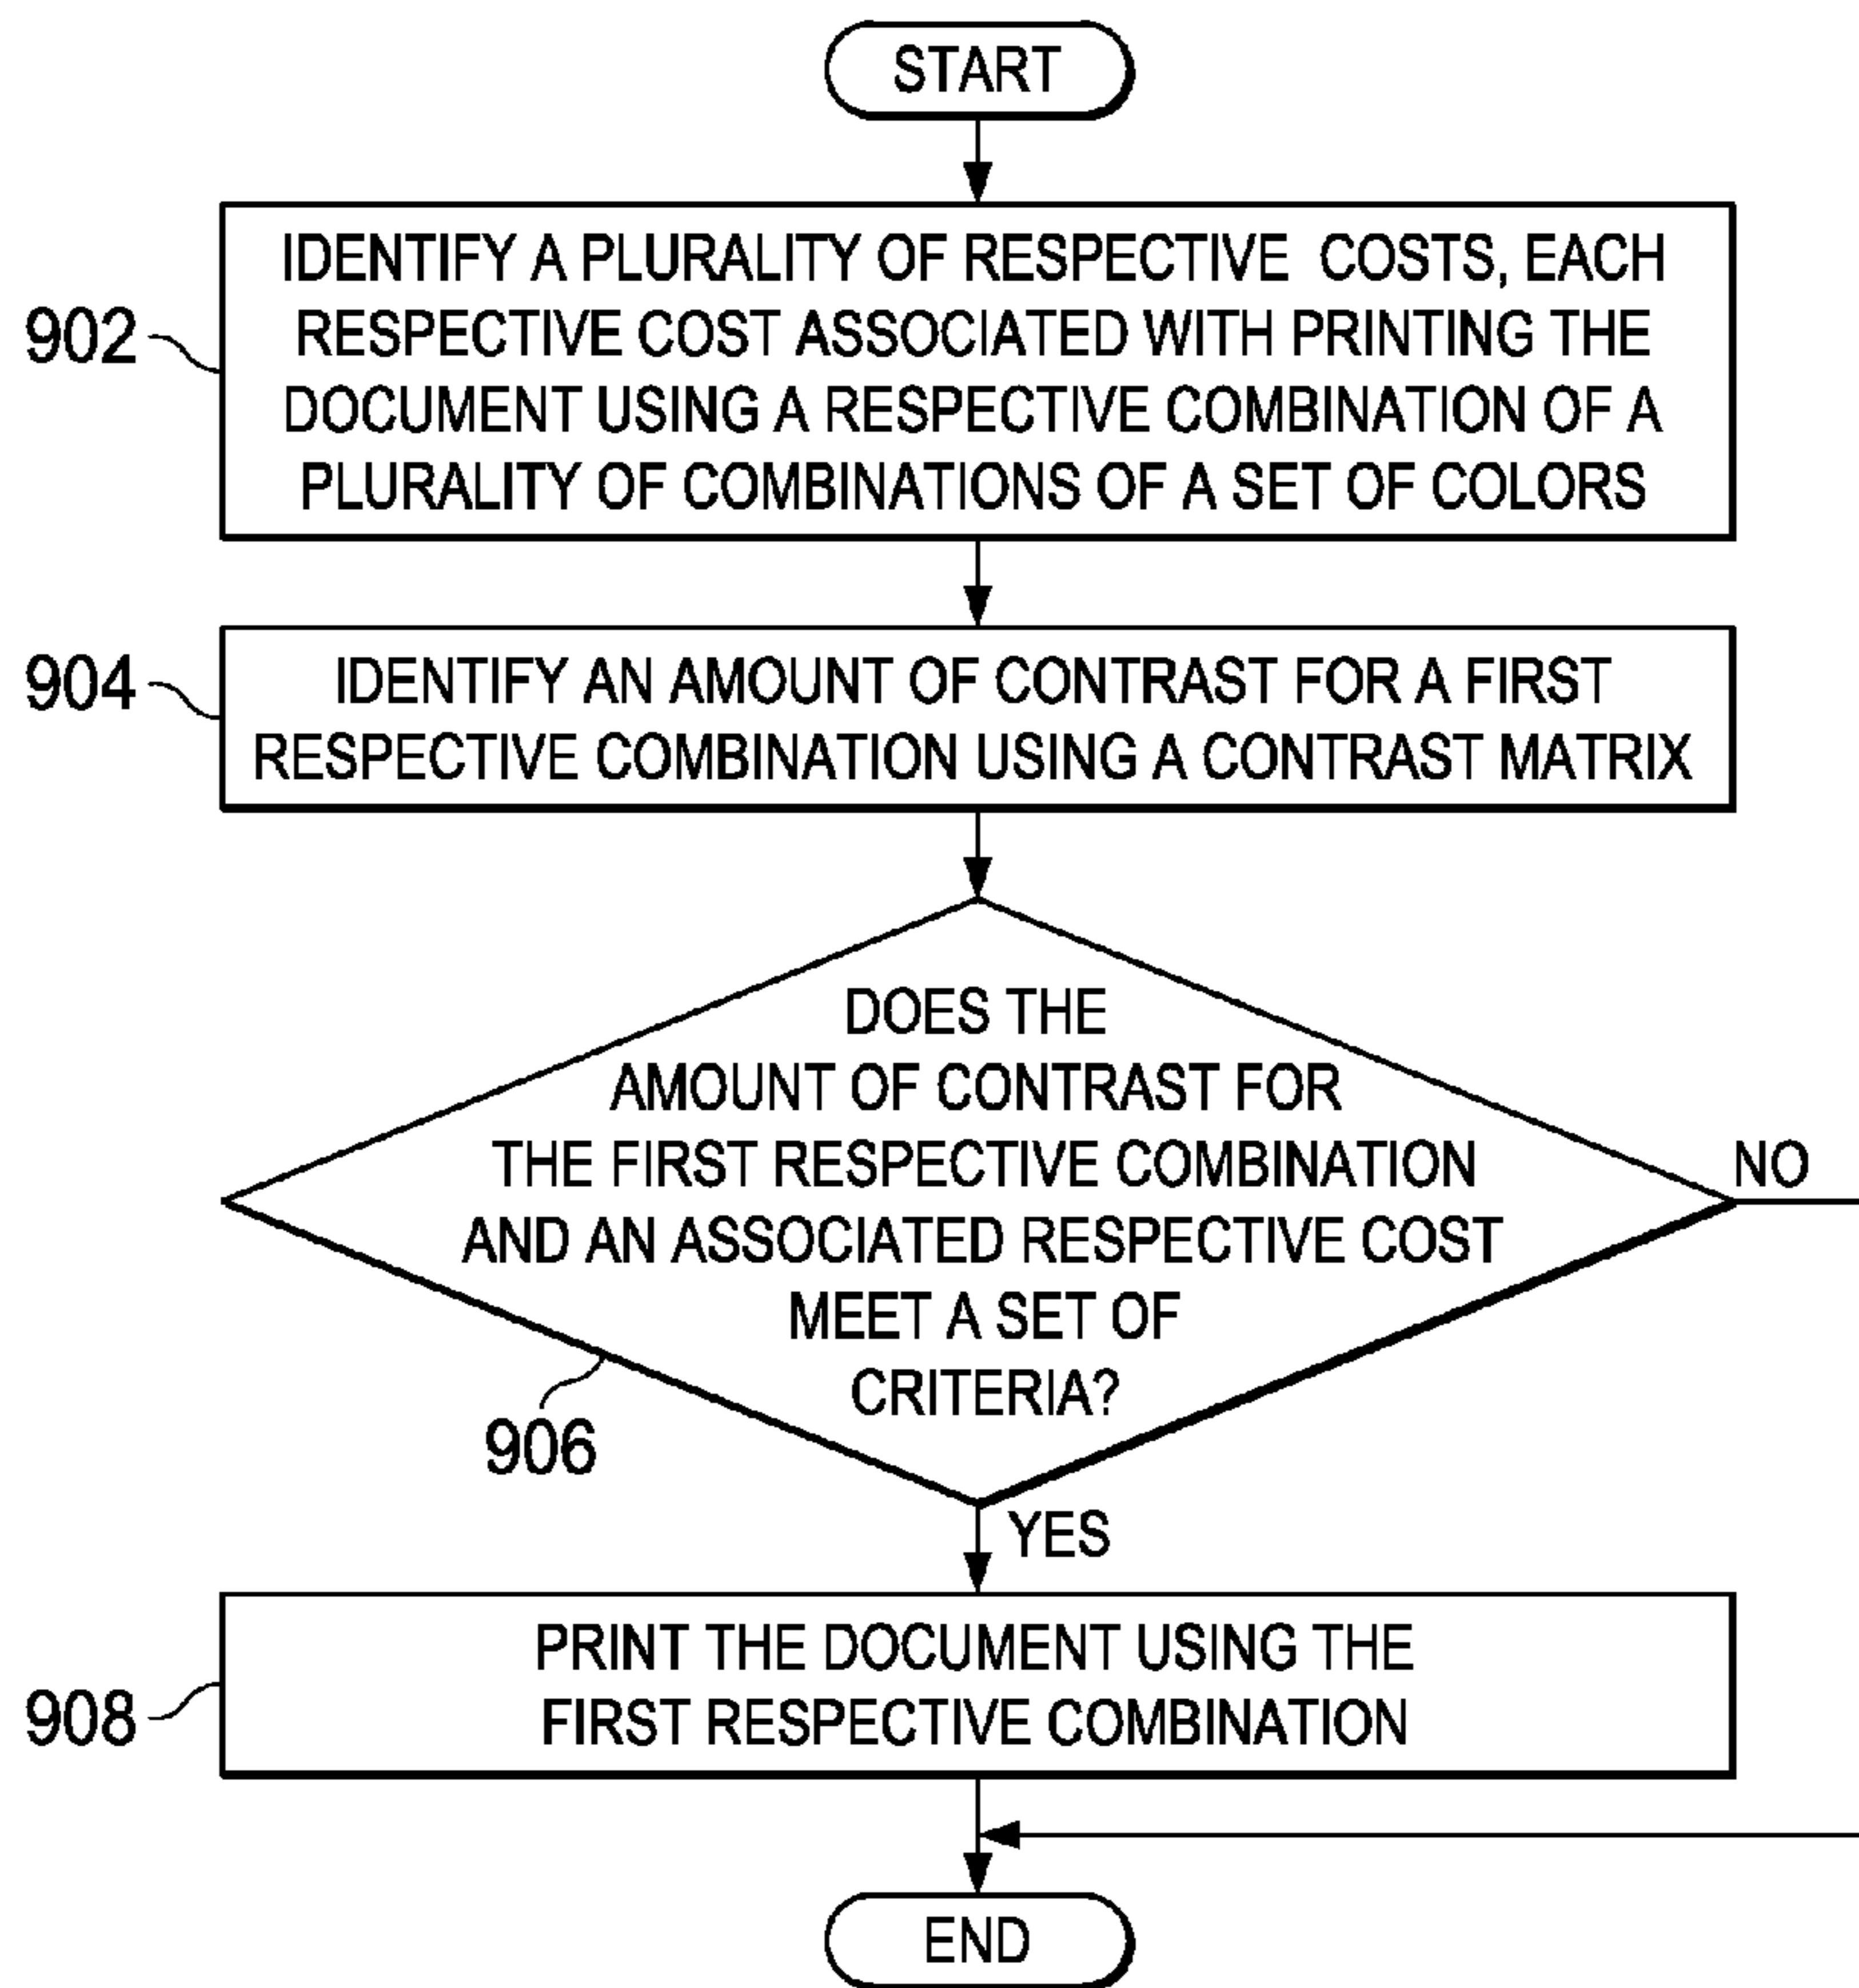 START
IDENTIFY A PLURALITY OF RESPECTIVE COSTS, EACH
RESPECTIVE COST ASSOCIATED WITH PRINTING THE
DOCUMENT USING A RESPECTIVE COMBINATION OF A
PLURALITY OF COMBINATIONS OF A SET OF COLORS
902
IDENTIFY AN AMOUNT OF CONTRAST FOR A FIRST
RESPECTIVE COMBINATION USING A CONTRAST MATRIX
904
DOES THE
AMOUNT OF CONTRAST FOR
THE FIRST RESPECTIVE COMBINATION
AND AN ASSOCIATED RESPECTIVE COST
MEET A SET OF
CRITERIA?
NO
906
YES
PRINT THE DOCUMENT USING THE
FIRST RESPECTIVE COMBINATION
908
END